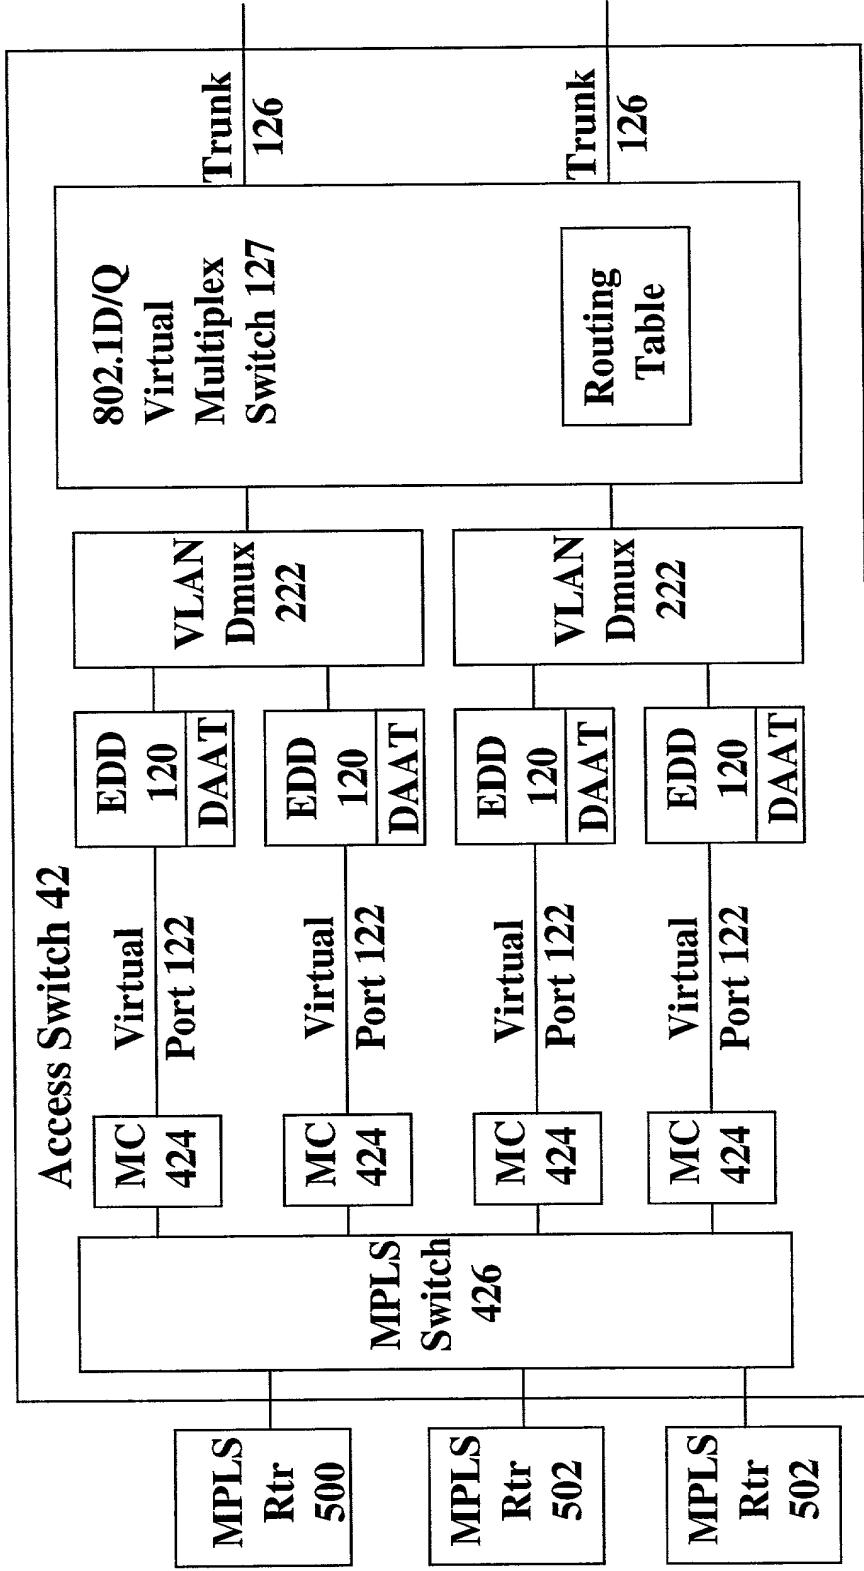 Access Switch 42
MPLS
Rtr
500
MPLS
Rtr
502
MPLS
Rtr
502
MPLS
Switch
426
MC
424
MC
424
MC
424
MC
424
Virtual
Port 122
Virtual
Port 122
Virtual
Port 122
Virtual
Port 122
EDD
120
DAAT
EDD
120
DAAT
EDD
120
DAAT
EDD
120
DAAT
VLAN
Dmux
222
VLAN
Dmux
222
802.1D/Q
Virtual
Multiplex
Switch 127
Routing
Table
Trunk
126
Trunk
126